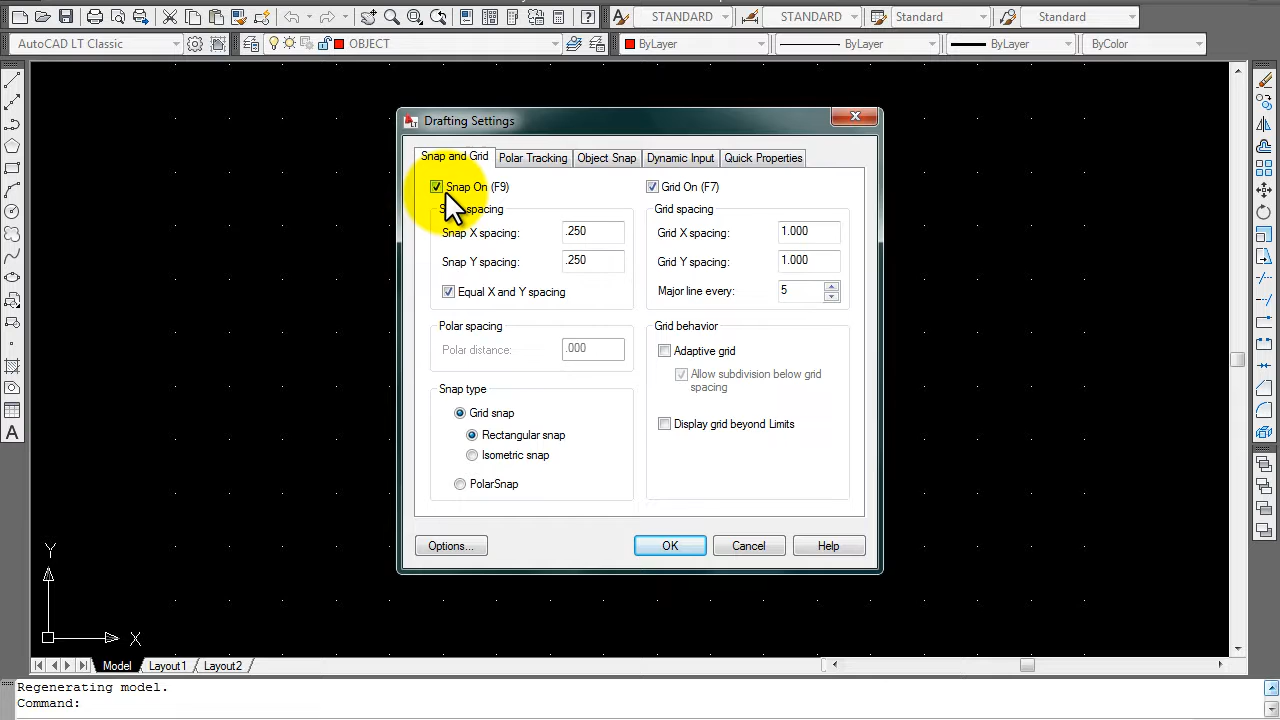 STANDARD
STANDARD
Standard
Standard
AutoCAD LT Classic
OBJECT
ByLayer
ByLayer
ByLayer
ByColor
Drafting Settings
Snap and Grid
Polar Tracking
Object Snap
Dynamic Input
Quick Properties
Snap On (F9)
spacing
Snap X spacing:
.250
Snap Y spacing:
.250
Equal X and Y spacing
Polar spacing
Polar distance:
.000
Snap type
Grid snap
Rectangular snap
Isometric snap
PolarSnap
Grid On (F7)
Grid spacing
Grid X spacing:
1.000
Grid Y spacing:
1.000
Major line every:
5
Grid behavior
Adaptive grid
Allow subdivision below grid
spacing
Display grid beyond Limits
Options...
OK
Cancel
Help
Y
X
Model
Layout1
Layout2
Regenerating model.
Command: